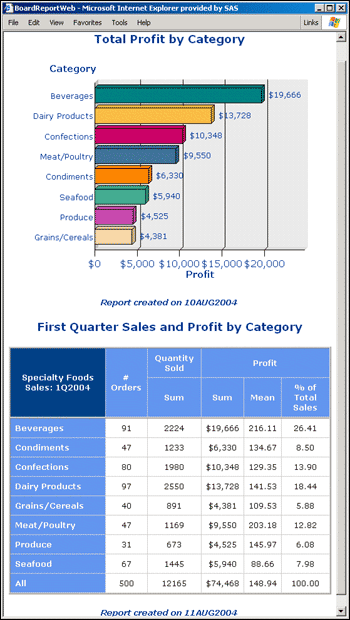 BoardReportWeb - Microsoft Internet Explorer provided by SAS
File Edit View Favorites Tools Help Links
Total Profit by Category
Category
Beverages $19,666
Dairy Products $13,728
Confections $10,348
Meat/Poultry $9,550
Condiments $6,330
Seafood $5,940
Produce $4,525
Grains/Cereals $4,381
$0 $5,000 $10,000 $15,000 $20,000
Profit
Report created on 10AUG2004
First Quarter Sales and Profit by Category
Specialty Foods
Sales: 1Q2004
#
Orders
Quantity
Sold
Profit
Sum Sum Mean
% of
Total
Sales
Beverages 91 2224 $19,666 216.11 26.41
Condiments 47 1233 $6,330 134.67 8.50
Confections 80 1980 $10,348 129.35 13.90
Dairy Products 97 2550 $13,728 141.53 18.44
Grains/Cereals 40 891 $4,381 109.53 5.88
Meat/Poultry 47 1169 $9,550 203.18 12.82
Produce 31 673 $4,525 145.97 6.08
Seafood 67 1445 $5,940 88.66 7.98
All 500 12165 $74,468 148.94 100.00
Report created on 11AUG2004